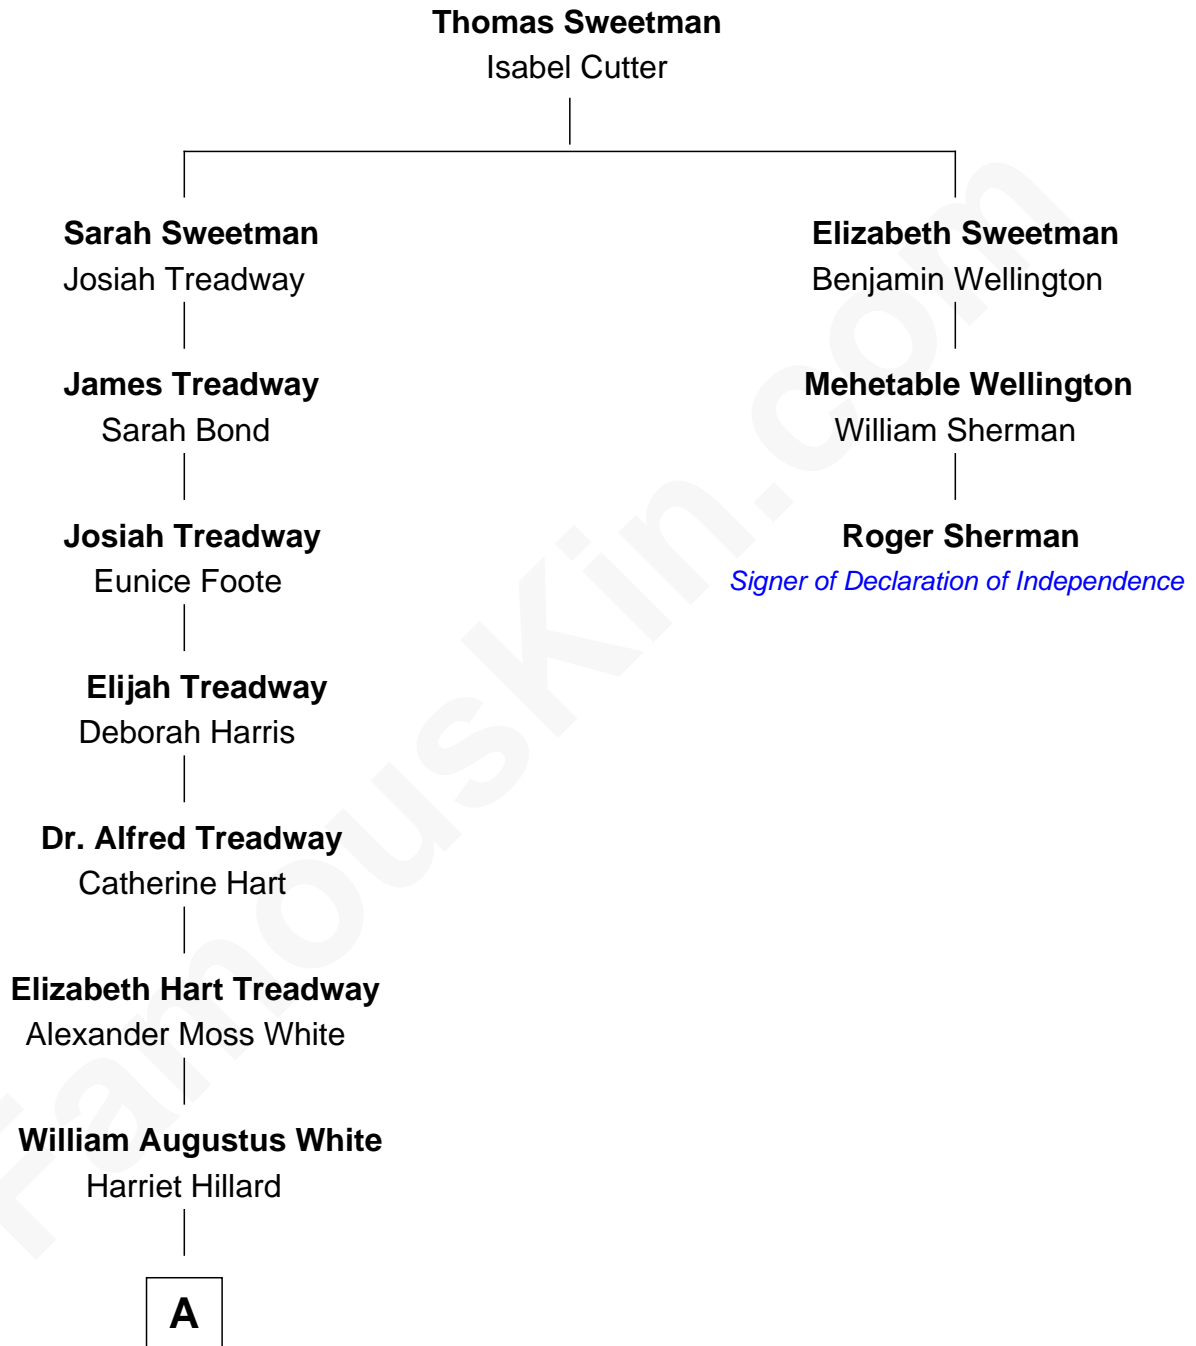 Thomas Sweetman
Isabel Cutter
Sarah Sweetman
Josiah Treadway
Elizabeth Sweetman
Benjamin Wellington
James Treadway
Sarah Bond
Mehetable Wellington
William Sherman
Josiah Treadway
Eunice Foote
Roger Sherman
Signer of Declaration of Independence
Elijah Treadway
Deborah Harris
Dr. Alfred Treadway
Catherine Hart
Elizabeth Hart Treadway
Alexander Moss White
William Augustus White
Harriet Hillard
A
FamousKin.com